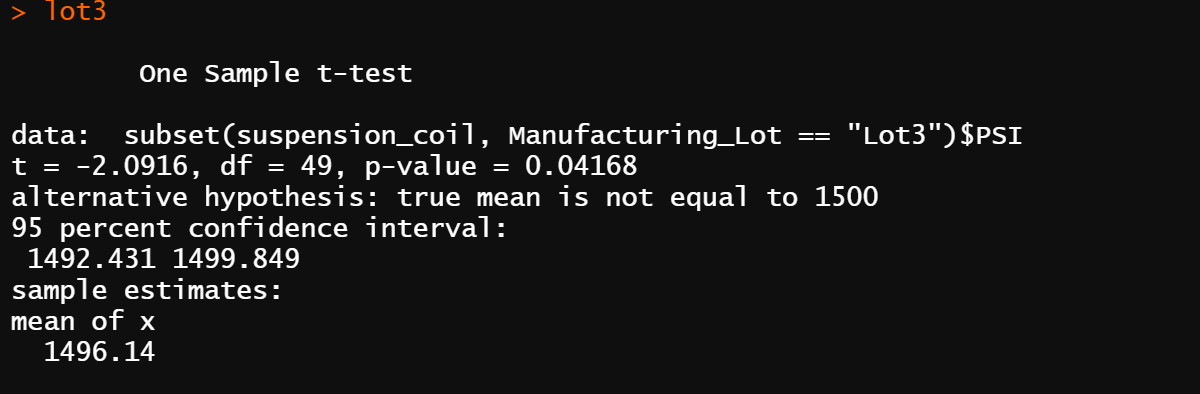 > lot3
One Sample t-test
data:  subset(suspension_coil, Manufacturing_Lot == "Lot3")$PSI
t = -2.0916, df = 49, p-value = 0.04168
alternative hypothesis: true mean is not equal to 1500
95 percent confidence interval:
1492.431 1499.849
sample estimates:
mean of x
1496.14